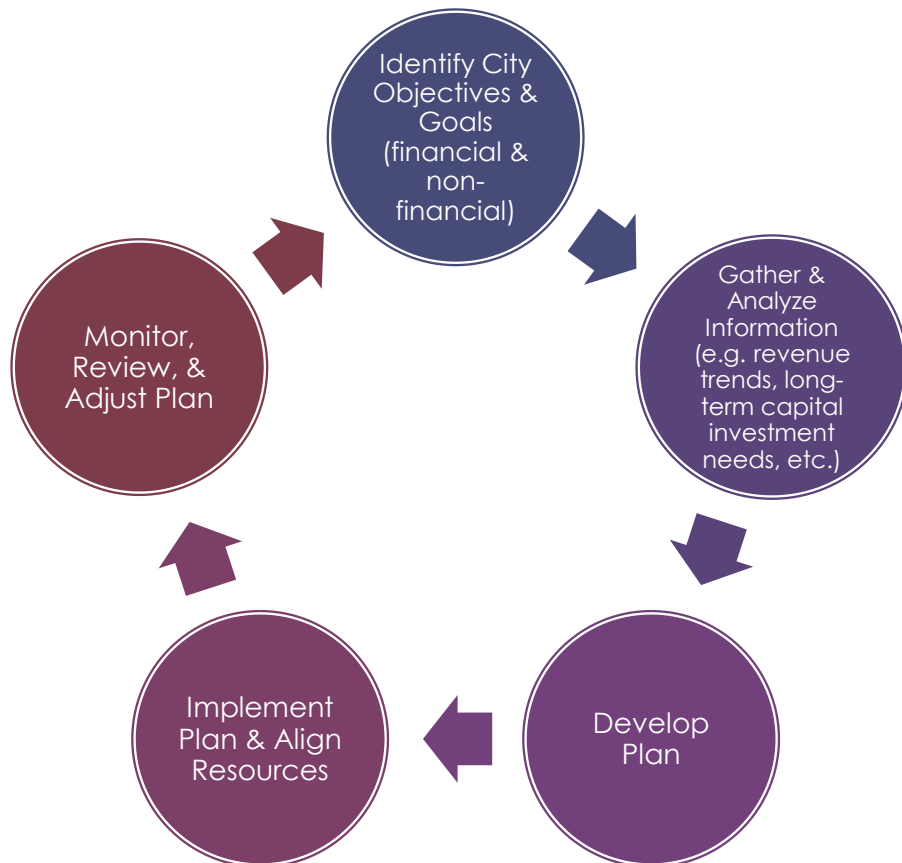 Identify City
Objectives &
Goals
(financial &
non-
financial)
Gather &
Analyze
Information
(e.g. revenue
trends, long-
term capital
investment
needs, etc.)
Develop
Plan
Implement
Plan & Align
Resources
Monitor,
Review, &
Adjust Plan